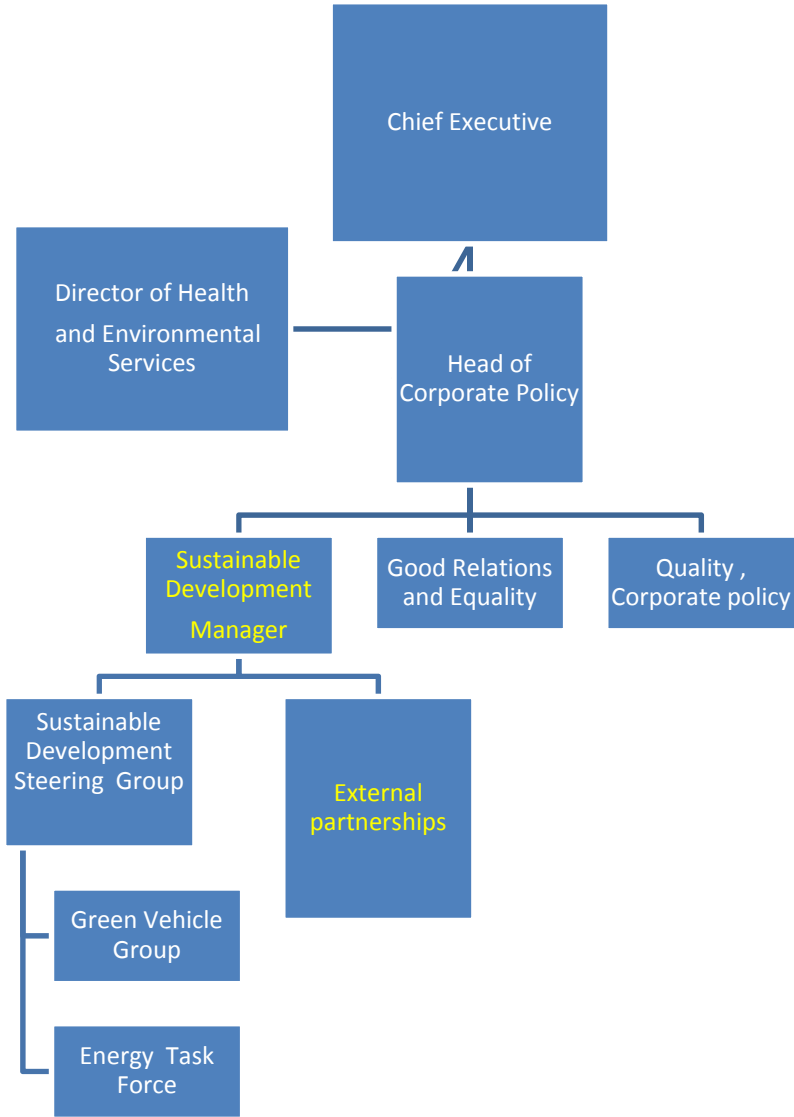 Chief Executive
Director of Health
and Environmental
Services
Head of
Corporate Policy
Sustainable
Development
Manager
Good Relations
and Equality
Quality ,
Corporate policy
Sustainable
Development
Steering Group
External
partnerships
Green Vehicle
Group
Energy Task
Force